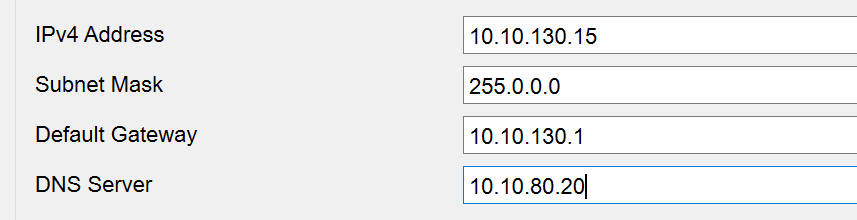 IPv4 Address 10.10.130.15
Subnet Mask 255.0.0.0
Default Gateway 10.10.130.1
DNS Server 10.10.80.20